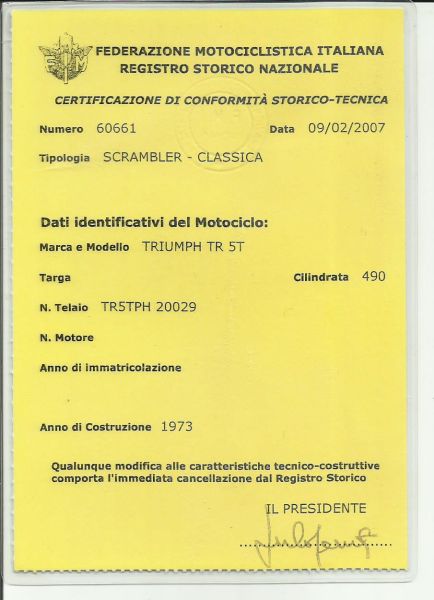 FEDERAZIONE MOTOCICLISTICA ITALIANA
REGISTRO STORICO NAZIONALE
CERTIFICAZIONE DI CONFORMITÀ STORICO-TECNICA
Numero 60661 Data 09/02/2007
Tipologia SCRAMBLER - CLASSICA
Dati identificativi del Motociclo:
Marca e Modello TRIUMPH TR 5T
Targa Cilindrata 490
N. Telaio TR5TPH 20029
N. Motore
Anno di immatricolazione
Anno di Costruzione 1973
Qualunque modifica alle caratteristiche tecnico-costruttive
comporta l'immediata cancellazione dal Registro Storico
IL PRESIDENTE